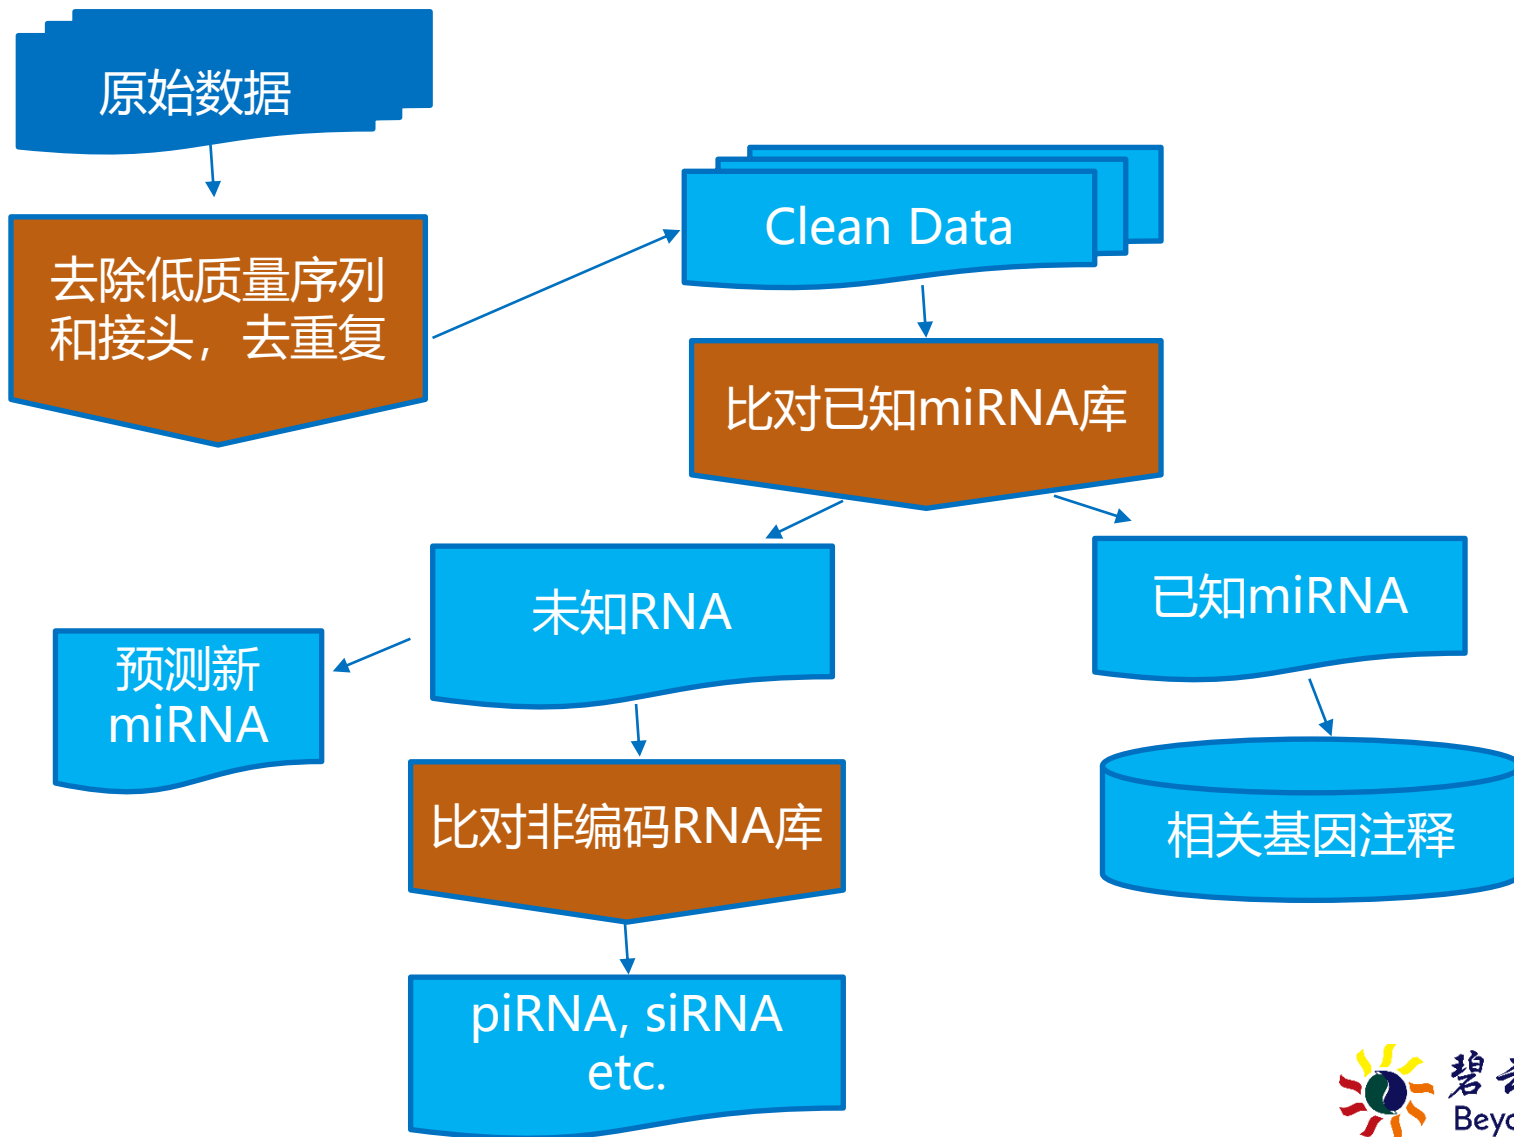 原始数据
去除低质量序列
和接头，去重复
Clean Data
比对已知miRNA库
未知RNA
已知miRNA
预测新
miRNA
比对非编码RNA库
相关基因注释
piRNA, siRNA
etc.
碧